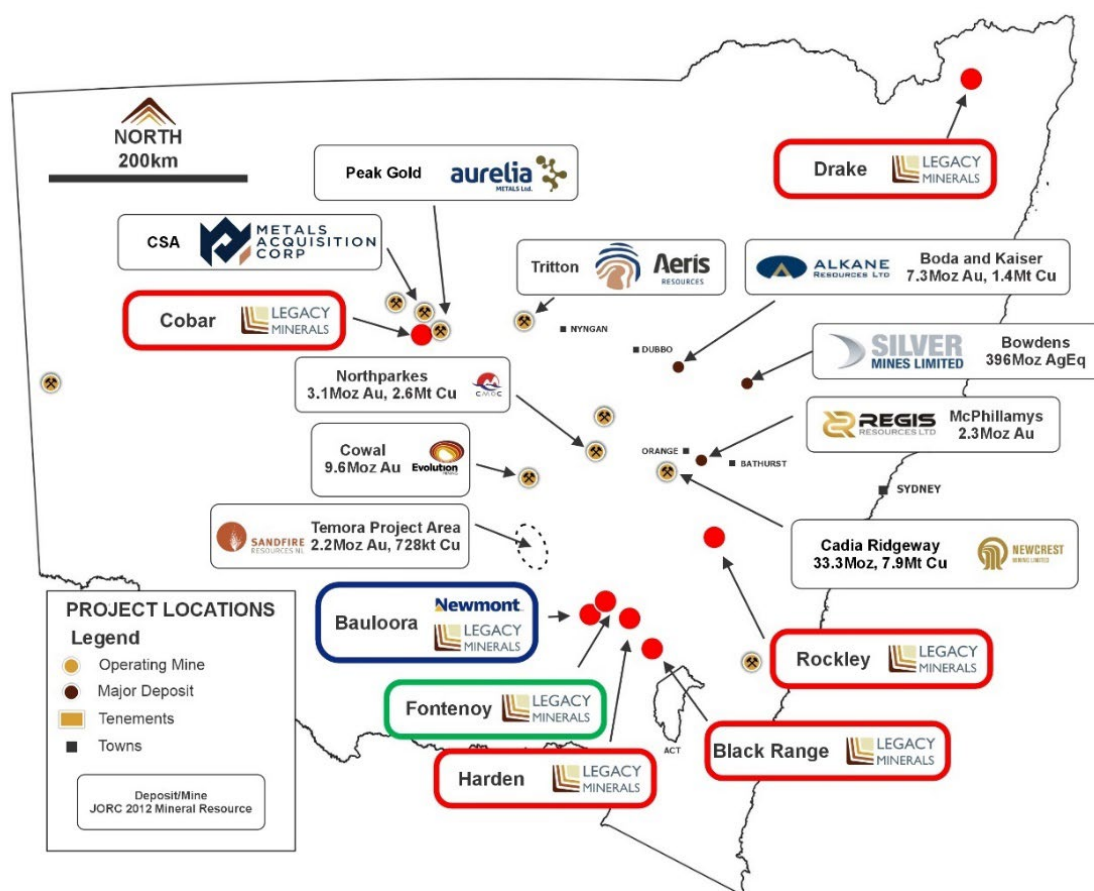 NORTH
200km
Peak Gold
aurelia
METALS Ltd.
CSA
METALS
ACQUISITION
CORP
Cobar
LEGACY
MINERALS
Tritton
Aeris
RESOURCES
NYNGAN
Drake
LEGACY
MINERALS
ALKANE
RESOURCES LTD
Boda and Kaiser
7.3Moz Au, 1.4Mt Cu
DUBBO
SILVER
MINES LIMITED
Bowdens
396Moz AgEq
Northparkes
3.1Moz Au, 2.6Mt Cu
CMOC
REGIS
RESOURCES LTD
McPhillamys
2.3Moz Au
Cowal
9.6Moz Au
Evolution
ORANGE
BATHURST
SYDNEY
SANDFIRE
RESOURCES NL
Temora Project Area
2.2Moz Au, 728kt Cu
Cadia Ridgeway
33.3Moz, 7.9Mt Cu
NEWCREST
MINING LIMITED
Bauloora
Newmont
LEGACY
MINERALS
Fontenoy
LEGACY
MINERALS
Harden
LEGACY
MINERALS
ACT
Black Range
LEGACY
MINERALS
Rockley
LEGACY
MINERALS
PROJECT LOCATIONS
Legend
Operating Mine
Major Deposit
Tenements
Towns
Deposit/Mine
JORC 2012 Mineral Resource